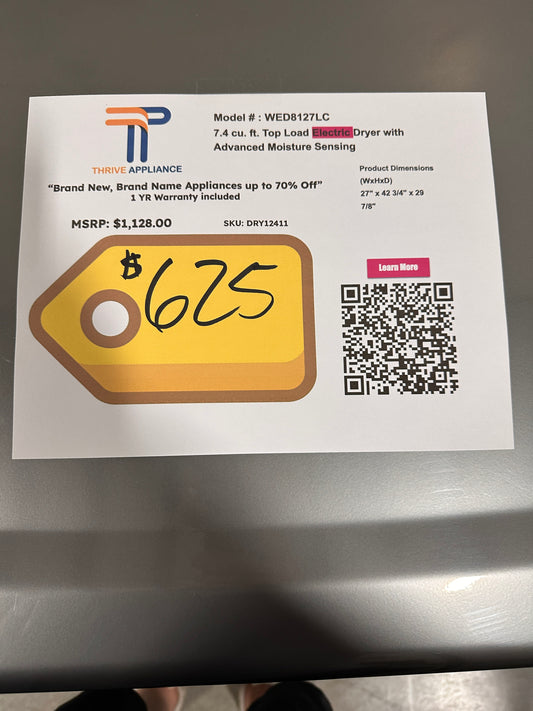 TP
THRIVE APPLIANCE
Model # : WED8127LC
7.4 cu. ft. Top Load Electric Dryer with
Advanced Moisture Sensing
"Brand New, Brand Name Appliances up to 70% Off"
1 YR Warranty included
Product Dimensions
(WxHxD)
27" x 42 3/4" x 29
7/8"
MSRP: $1,128.00
SKU: DRY12411
$625
Learn More